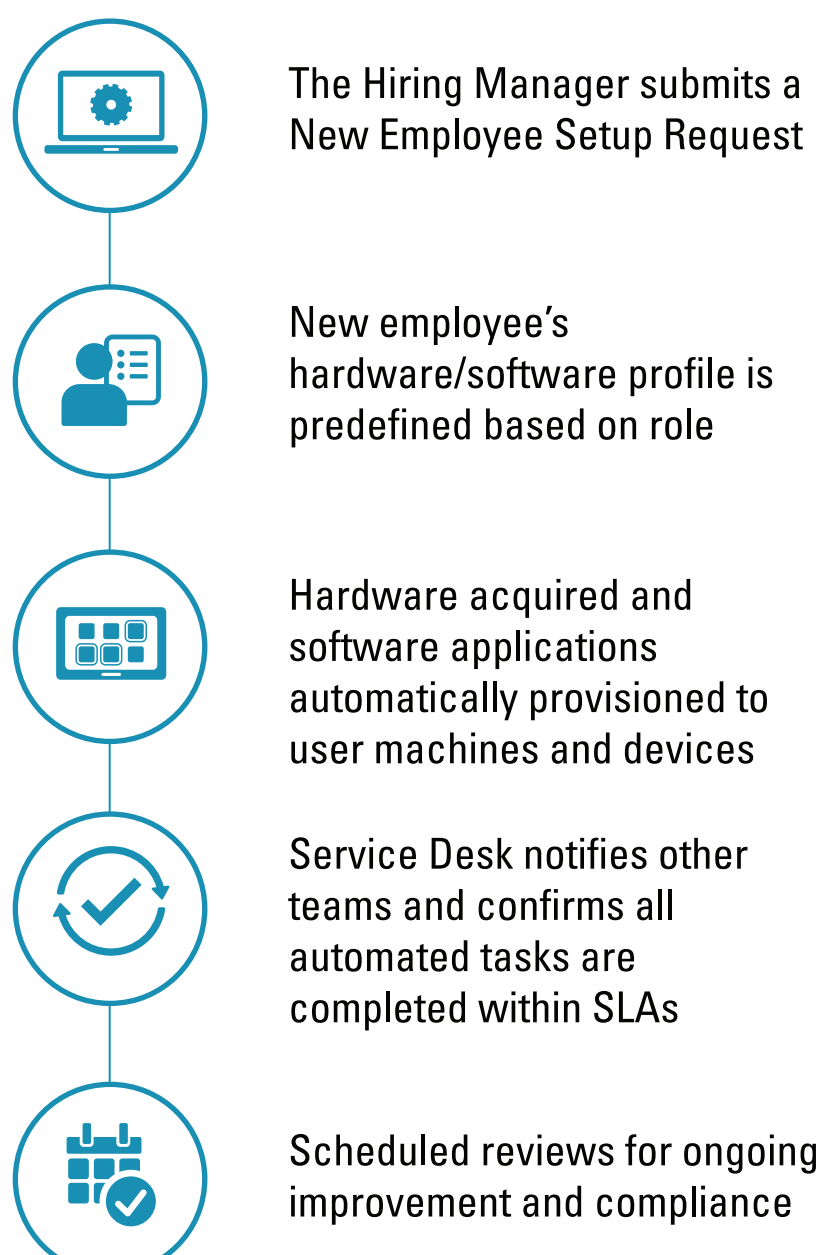 The Hiring Manager submits a
New Employee Setup Request
New employee’s
hardware/software profile is
predefined based on role
Hardware acquired and
software applications
automatically provisioned to
user machines and devices
Service Desk notifies other
teams and confirms all
automated tasks are
completed within SLAs
Scheduled reviews for ongoing
improvement and compliance